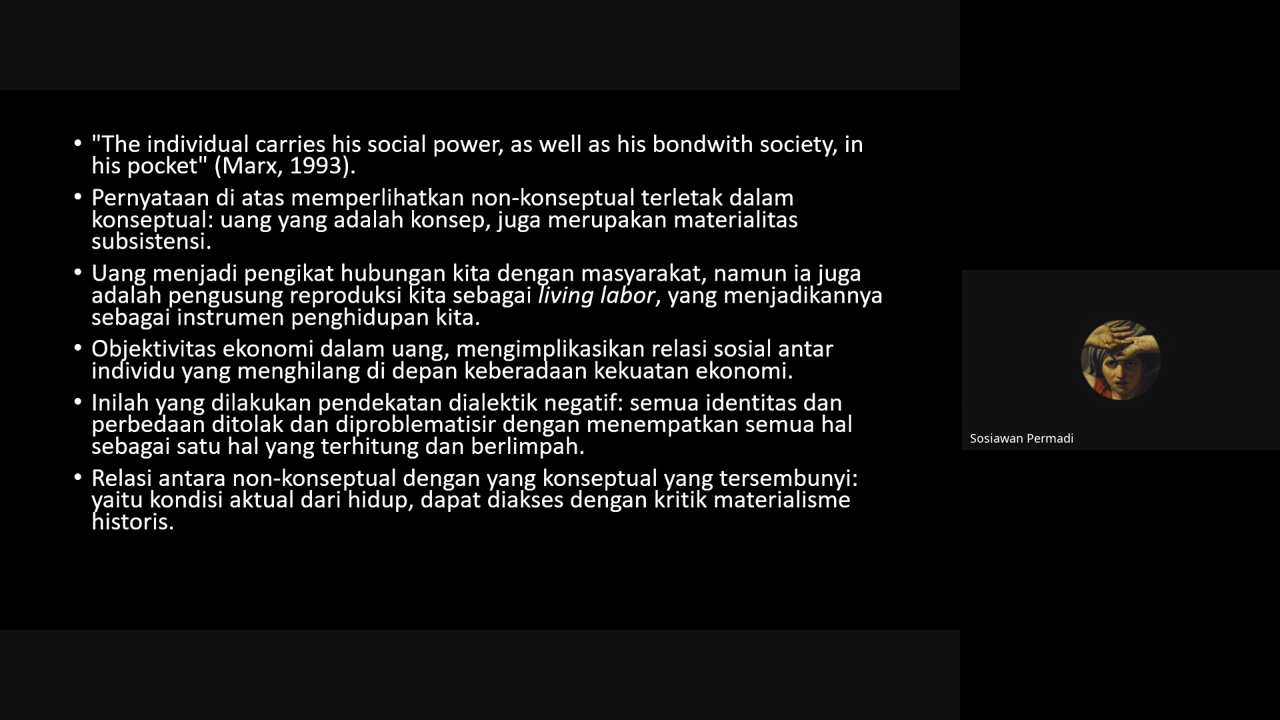 • "The individual carries his social power, as well as his bondwith society, in
his pocket" (Marx, 1993).
• Pernyataan di atas memperlihatkan non-konseptual terletak dalam
konseptual: uang yang adalah konsep, juga merupakan materialitas
subsistensi.
• Uang menjadi pengikat hubungan kita dengan masyarakat, namun ia juga
adalah pengusung reproduksi kita sebagai living labor, yang menjadikannya
sebagai instrumen penghidupan kita.
• Objektivitas ekonomi dalam uang, mengimplikasikan relasi sosial antar
individu yang menghilang di depan keberadaan kekuatan ekonomi.
• Inilah yang dilakukan pendekatan dialektik negatif: semua identitas dan
perbedaan ditolak dan diproblematisir dengan menempatkan semua hal
sebagai satu hal yang terhitung dan berlimpah.
• Relasi antara non-konseptual dengan yang konseptual yang tersembunyi:
yaitu kondisi aktual dari hidup, dapat diakses dengan kritik materialisme
historis.
Sosiawan Permadi